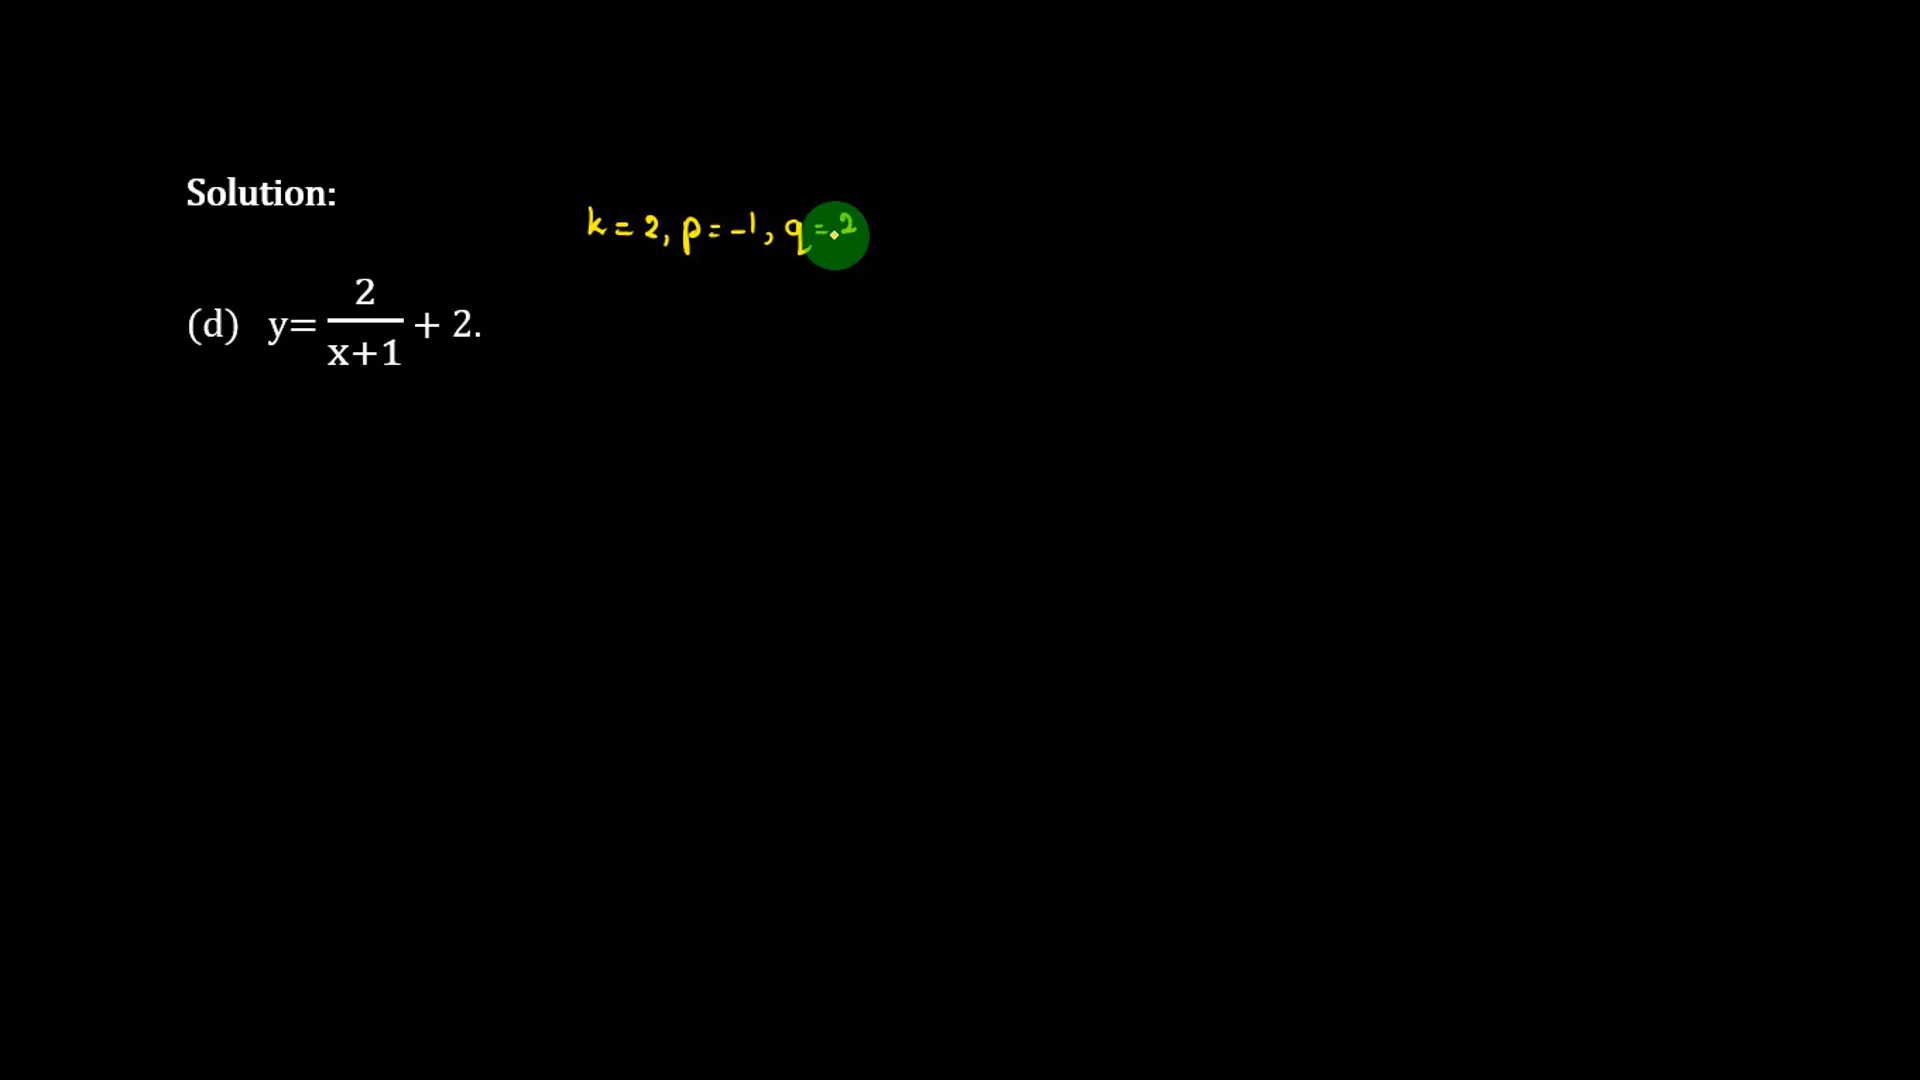 Solution:
k = 2, p = -1, q = 2
(d) y= 2/(x+1) + 2.